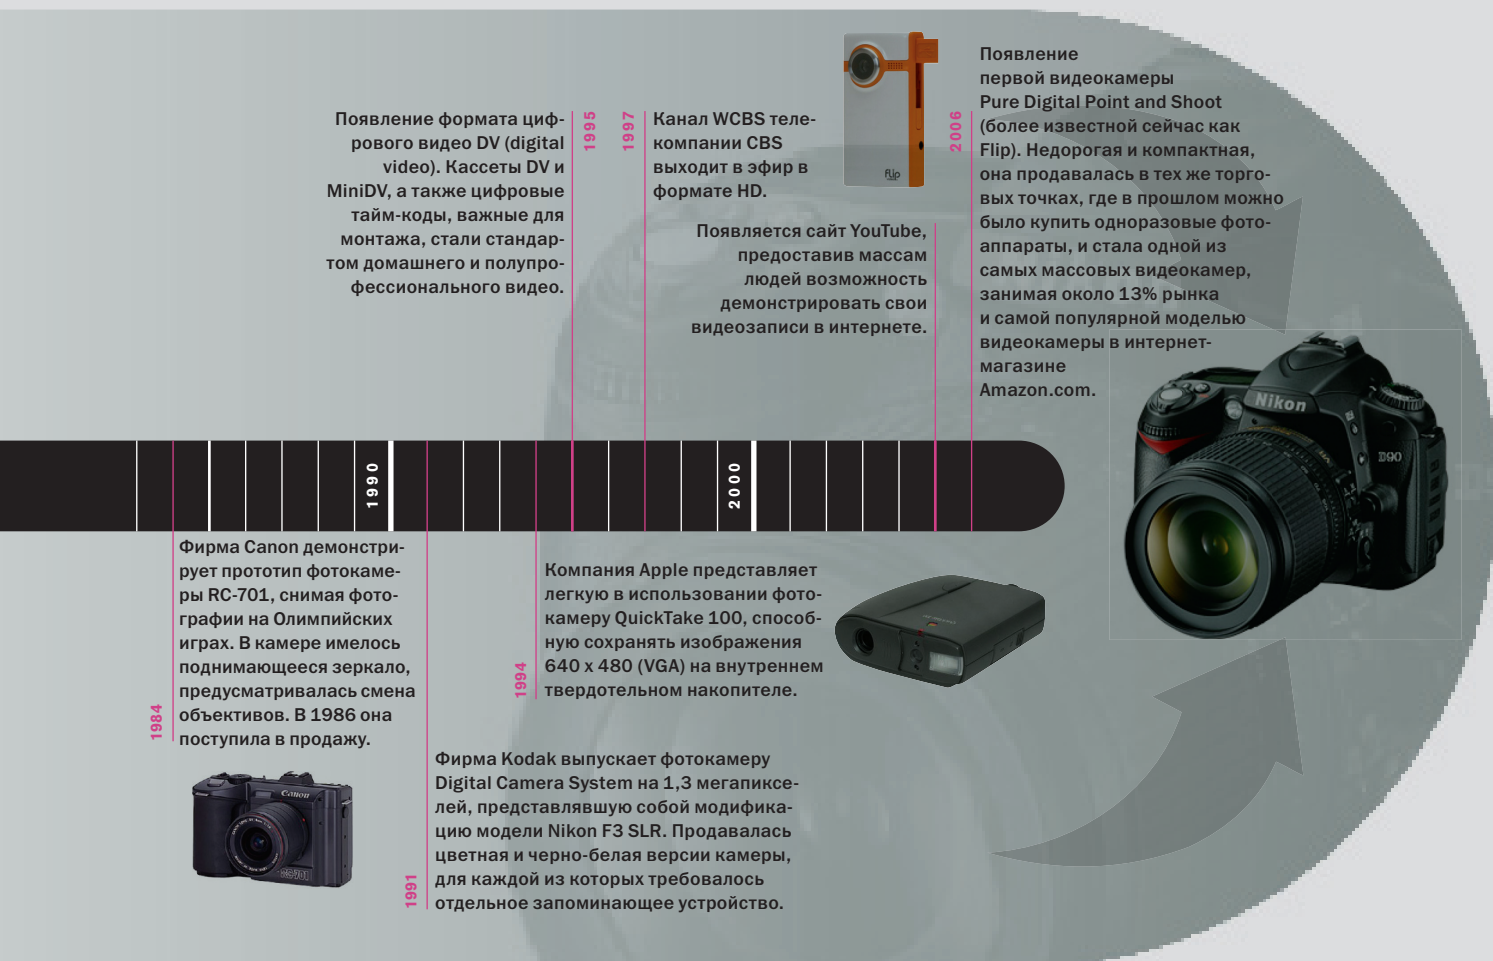 Появление формата циф-
рового видео DV (digital
video). Кассеты DV и
MiniDV, а также цифровые
тайм-коды, важные для
монтажа, стали стандар-
том домашнего и полупро-
фессионального видео.
1995
1997
Канал WCBS теле-
компании CBS
выходит в эфир в
формате HD.
Появляется сайт YouTube,
предоставив массам
людей возможность
демонстрировать свои
видеозаписи в интернете.
flip
2006
Появление
первой видеокамеры
Pure Digital Point and Shoot
(более известной сейчас как
Flip). Недорогая и компактная,
она продавалась в тех же торго-
вых точках, где в прошлом можно
было купить одноразовые фото-
аппараты, и стала одной из
самых массовых видеокамер,
занимая около 13% рынка
и самой популярной моделью
видеокамеры в интернет-
магазине
Amazon.com.
Nikon
D90
1990
2000
1984
Фирма Canon демонстри-
рует прототип фотокаме-
ры RC-701, снимая фото-
графии на Олимпийских
играх. В камере имелось
поднимающееся зеркало,
предусматривалась смена
объективов. В 1986 она
поступила в продажу.
Canon
RC-701
1991
Фирма Kodak выпускает фотокамеру
Digital Camera System на 1,3 мегапиксе-
лей, представлявшую собой модифика-
цию модели Nikon F3 SLR. Продавалась
цветная и черно-белая версии камеры,
для каждой из которых требовалось
отдельное запоминающее устройство.
1994
Компания Apple представляет
легкую в использовании фото-
камеру QuickTake 100, способ-
ную сохранять изображения
640 x 480 (VGA) на внутреннем
твердотельном накопителе.